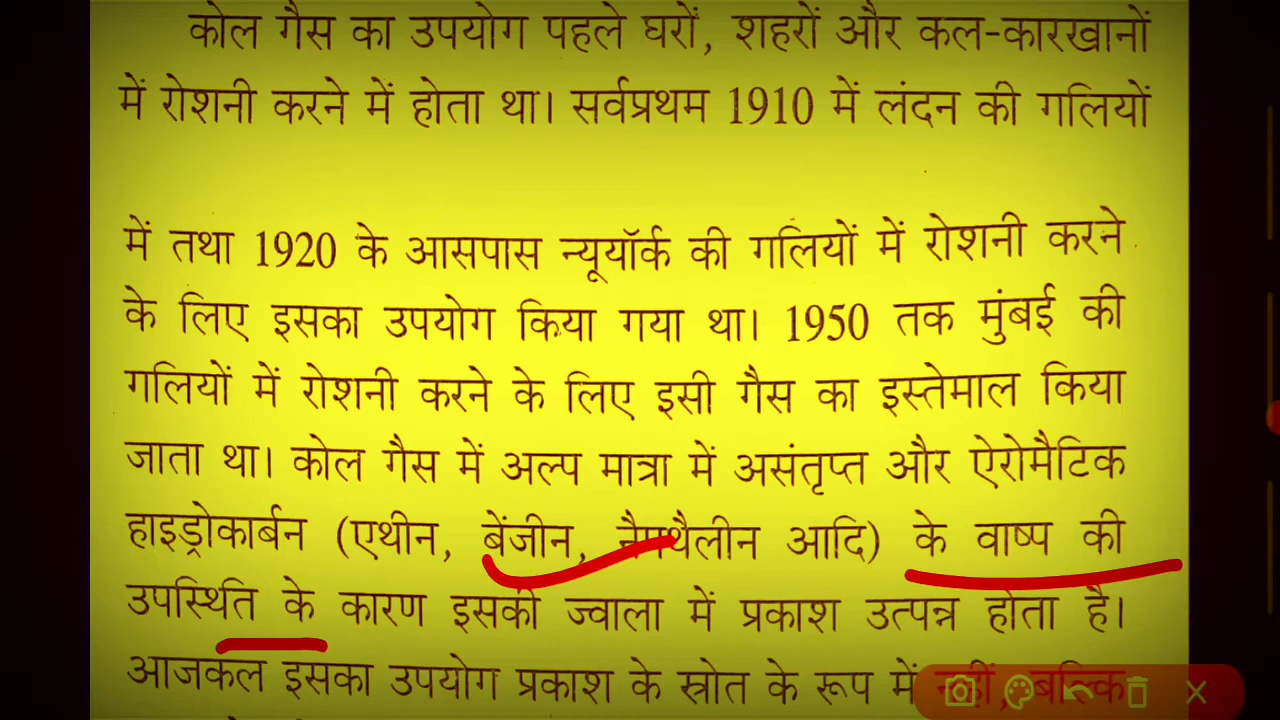 कोल गैस का उपयोग पहले घरों, शहरों और कल-कारखानों
में रोशनी करने में होता था। सर्वप्रथम 1910 में लंदन की गलियों
में तथा 1920 के आसपास न्यूयॉर्क की गलियों में रोशनी करने
के लिए इसका उपयोग किया गया था। 1950 तक मुंबई की
गलियों में रोशनी करने के लिए इसी गैस का इस्तेमाल किया
जाता था। कोल गैस में अल्प मात्रा में असंतृप्त और ऐरोमैटिक
हाइड्रोकार्बन (एथीन, बेंजीन, नैफ्थैलीन आदि) के वाष्प की
उपस्थिति के कारण इसकी ज्वाला में प्रकाश उत्पन्न होता है।
आजकल इसका उपयोग प्रकाश के स्रोत के रूप में नहीं, बल्कि